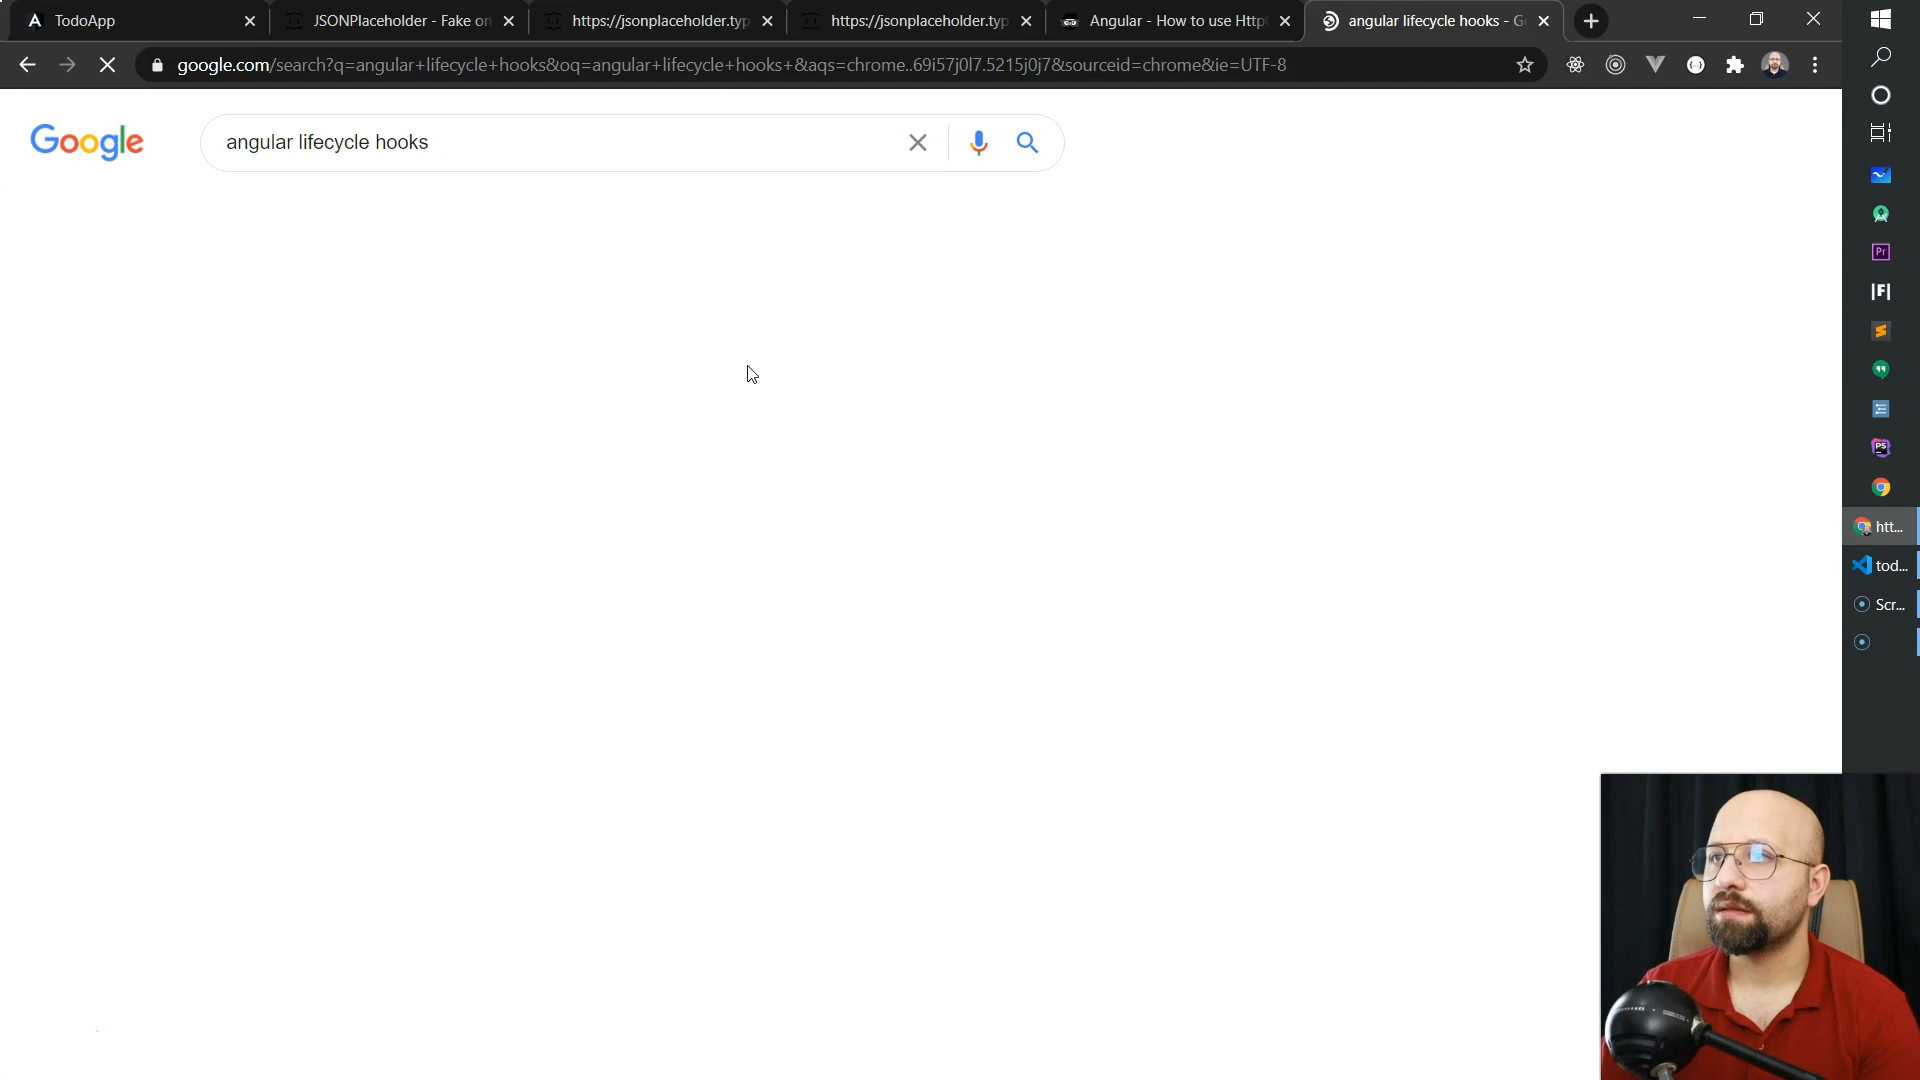 TodoApp
JSONPlaceholder - Fake on
https://jsonplaceholder.typ
https://jsonplaceholder.typ
Angular - How to use Http
angular lifecycle hooks - G
google.com/search?q=angular+lifecycle+hooks&oq=angular+lifecycle+hooks+&aqs=chrome..69i57j0l7.5215j0j7&sourceid=chrome&ie=UTF-8
Google
angular lifecycle hooks
Pr
|F|
PS
htt...
tod...
Scr...